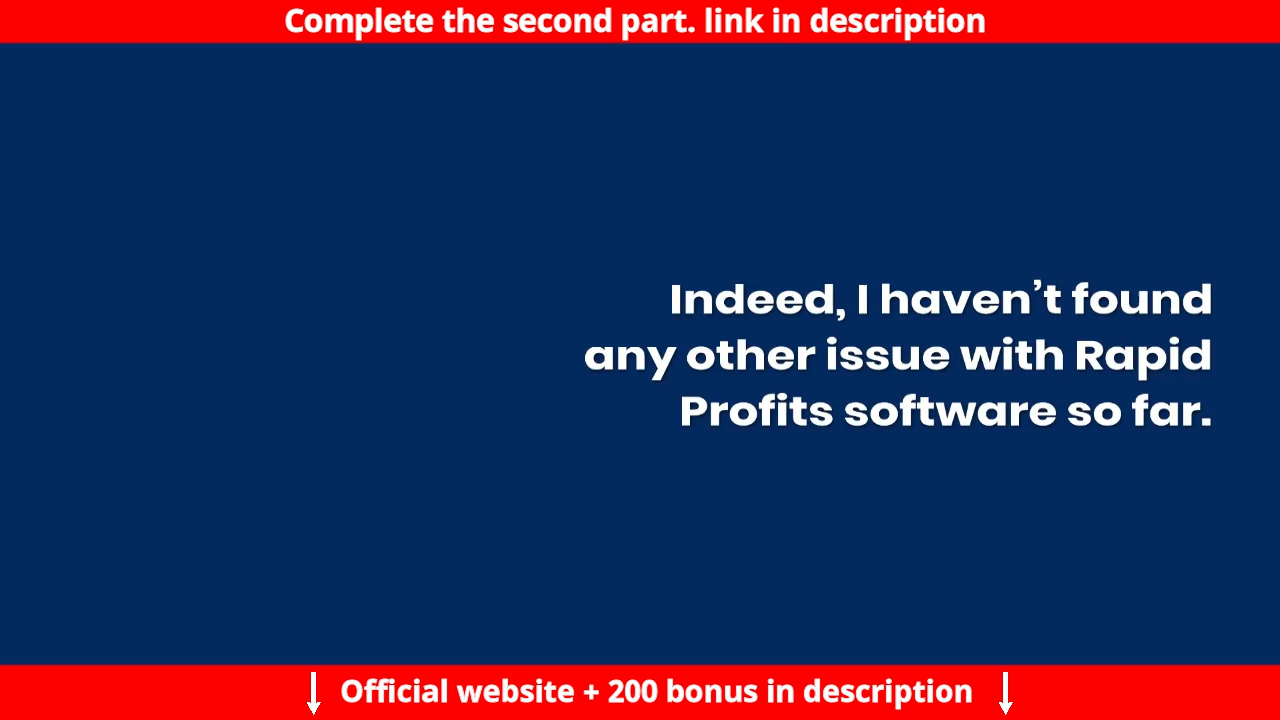 Complete the second part. link in description
Indeed, I haven’t found
any other issue with Rapid
Profits software so far.
Official website + 200 bonus in description